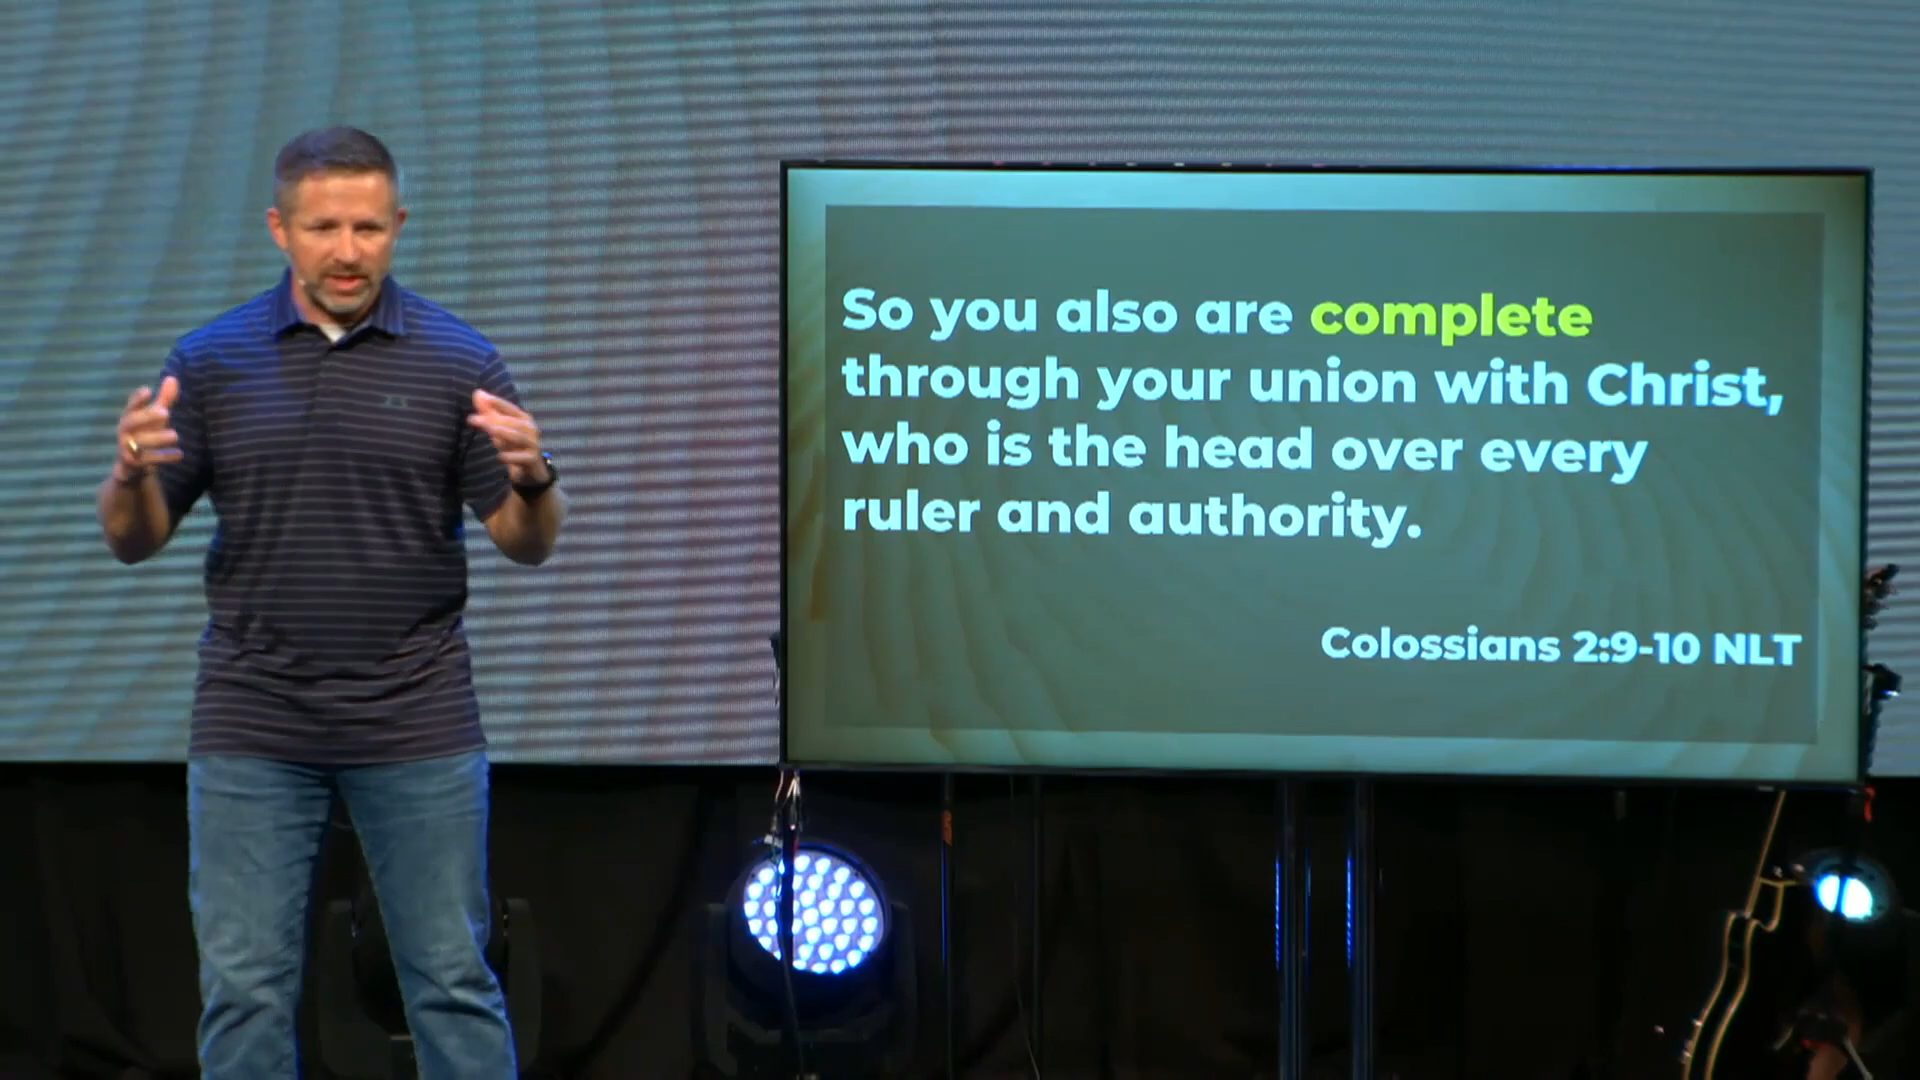 So you also are complete
through your union with Christ,
who is the head over every
ruler and authority.
Colossians 2:9-10 NLT